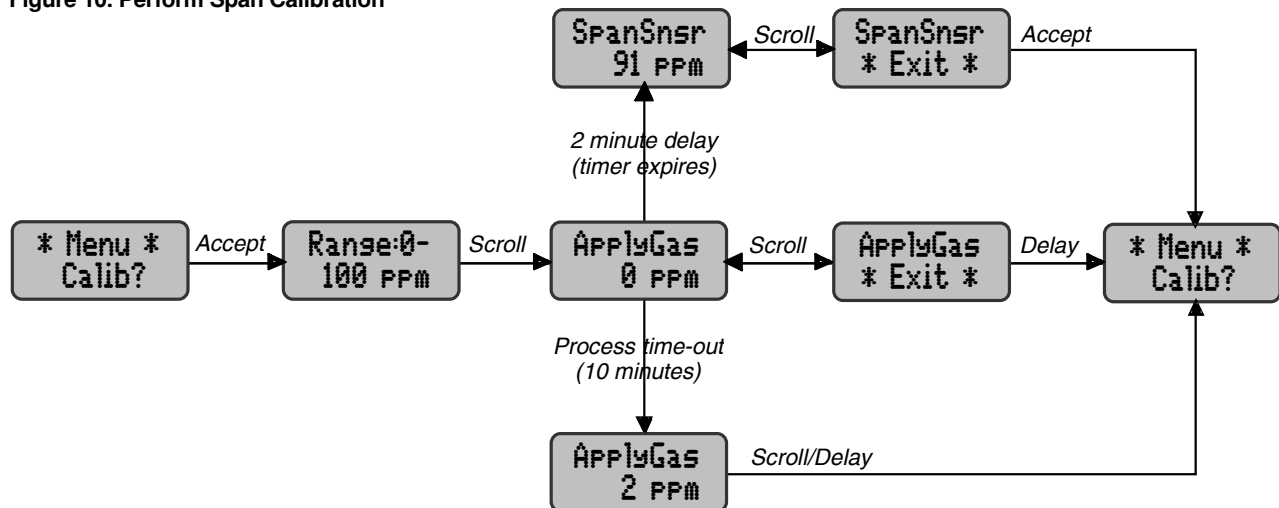 Figure 10. Perform Span Calibration
SpanSnsr
91 ppm
Scroll
SpanSnsr
* Exit *
Accept
2 minute delay
(timer expires)
* Menu *
Calib?
Accept
Range:0-
100 ppm
Scroll
ApplyGas
0 ppm
Scroll
ApplyGas
* Exit *
Delay
* Menu *
Calib?
Process time-out
(10 minutes)
ApplyGas
2 ppm
Scroll/Delay